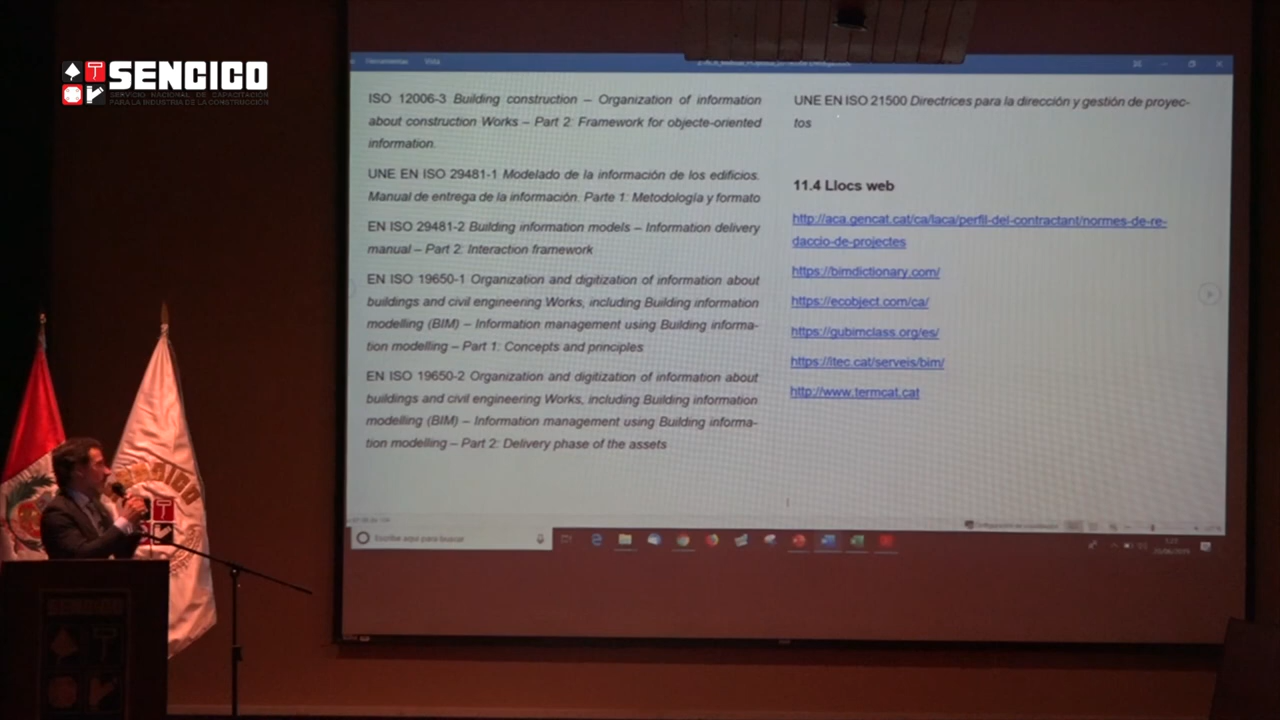 SENCICO
SERVICIO NACIONAL DE CAPACITACIÓN
PARA LA INDUSTRIA DE LA CONSTRUCCIÓN
Herramientas Vista
ISO 12006-3 Building construction – Organization of information
about construction Works – Part 2: Framework for objecte-oriented
information.
UNE EN ISO 29481-1 Modelado de la información de los edificios.
Manual de entrega de la información. Parte 1: Metodología y formato
EN ISO 29481-2 Building information models – Information delivery
manual – Part 2: Interaction framework
EN ISO 19650-1 Organization and digitization of information about
buildings and civil engineering Works, including Building information
modelling (BIM) – Information management using Building informa-
tion modelling – Part 1: Concepts and principles
EN ISO 19650-2 Organization and digitization of information about
buildings and civil engineering Works, including Building information
modelling (BIM) – Information management using Building informa-
tion modelling – Part 2: Delivery phase of the assets
UNE EN ISO 21500 Directrices para la dirección y gestión de proyec-
tos
11.4 Llocs web
http://aca.gencat.cat/ca/laca/perfil-del-contractant/normes-de-re-
daccio-de-projectes
https://bimdictionary.com/
https://ecobject.com/ca/
https://gubimclass.org/es/
https://itec.cat/serveis/bim/
http://www.termcat.cat
Escribe aquí para buscar